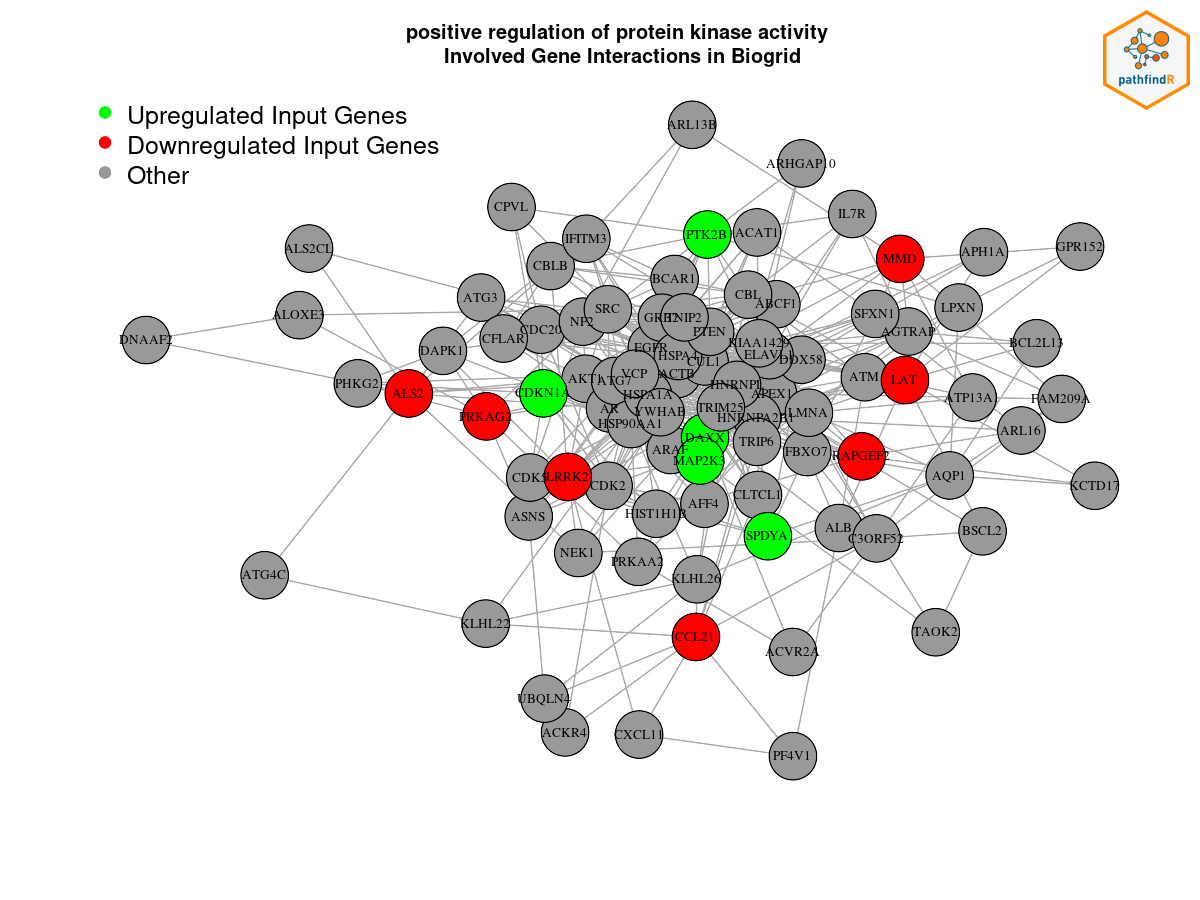 positive regulation of protein kinase activity
Involved Gene Interactions in Biogrid
pathfindR
Upregulated Input Genes
Downregulated Input Genes
Other
ARL13B
ARHGAP10
CPVL
IL7R
PTK2B
ACAT1
IFITM3
ALS2CL
GPR152
APH1A
MMD
CBLB
BCAR1
CBL
ABCF1
ATG3
LPXN
SFXN1
ALOXE3
SRC
NF2
CDC20
PTEN
AGTRAP
DNAAF2
CFLAR
KIAA1429
BCL2L13
DAPK1
EGFR
HSPA4
ELAVL1
DDX58
CUL1
VCP
ACTB
ATM
LAT
PHKG2
ALS2
CDKN1A
AKT1
ATG7
HNRNPL
HSPA1A
APEX1
ATP13A1
FAM209A
PRKAG2
AR
YWHAB
TRIM25
LMNA
HSP90AA1
HNRNPA2B1
ARL16
DAXX
TRIP6
ARAF
MAP2K3
FBXO7
RAPGEF2
LRRK2
CDK5
CDK2
AQP1
KCTD17
CLTCL1
AFF4
HIST1H1B
ASNS
SPDYA
ALB
C3ORF52
BSCL2
NEK1
PRKAA2
KLHL26
ATG4C
KLHL22
CCL21
TAOK2
ACVR2A
UBQLN4
ACKR4
CXCL11
PF4V1